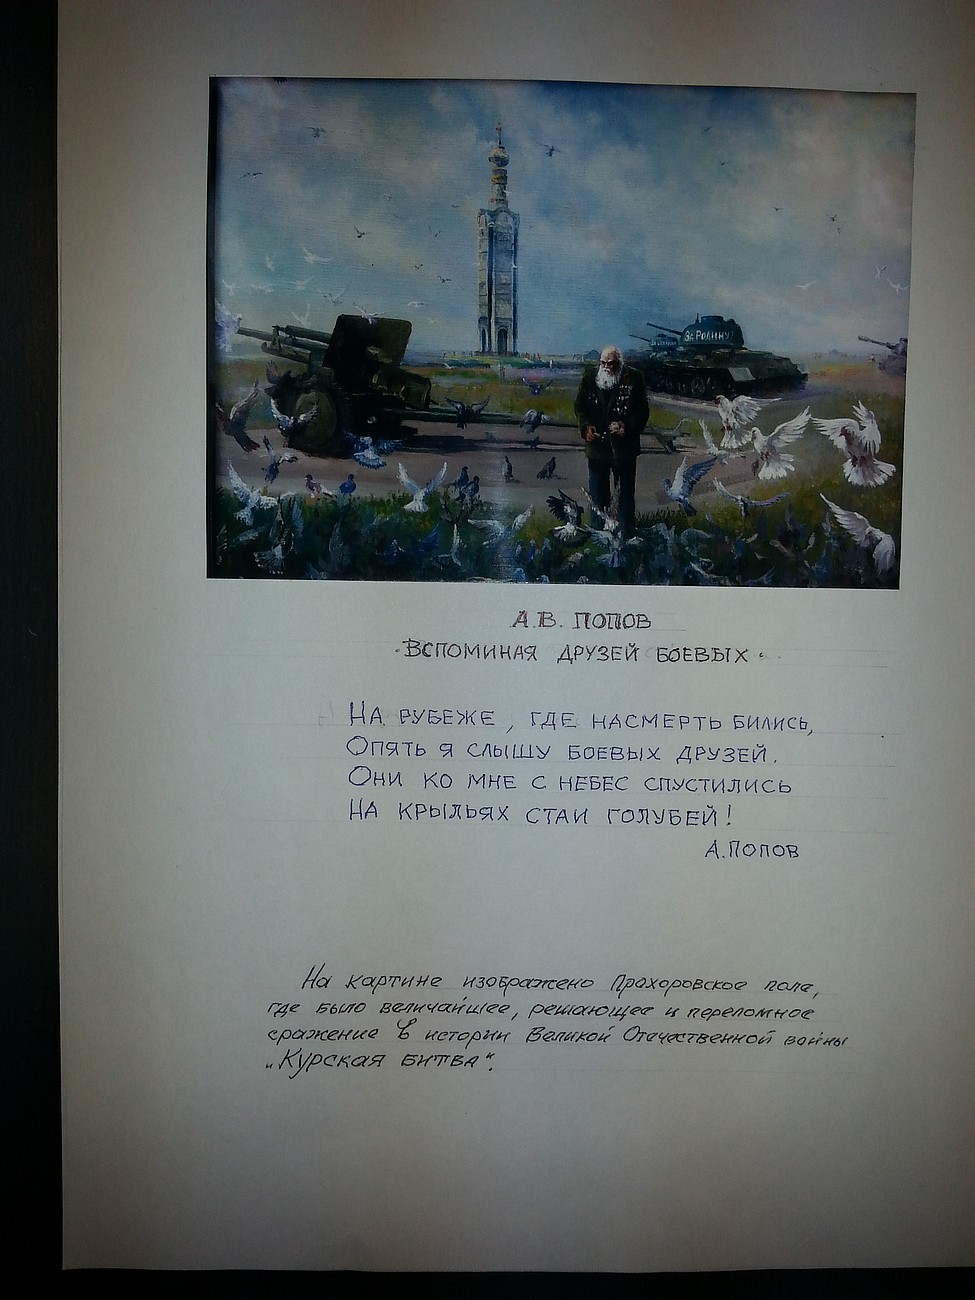 ЗА РОДИНУ!
А.В. ПОПОВ
"ВСПОМИНАЯ ДРУЗЕЙ БОЕВЫХ"
НА РУБЕЖЕ, ГДЕ НАСМЕРТЬ БИЛИСЬ,
ОПЯТЬ Я СЛЫШУ БОЕВЫХ ДРУЗЕЙ.
ОНИ КО МНЕ С НЕБЕС СПУСТИЛИСЬ
НА КРЫЛЬЯХ СТАИ ГОЛУБЕЙ!
А.ПОПОВ
На картине изображено Прохоровское поле,
где было величайшее, решающее и переломное
сражение в истории Великой Отечественной войны
„Курская битва".